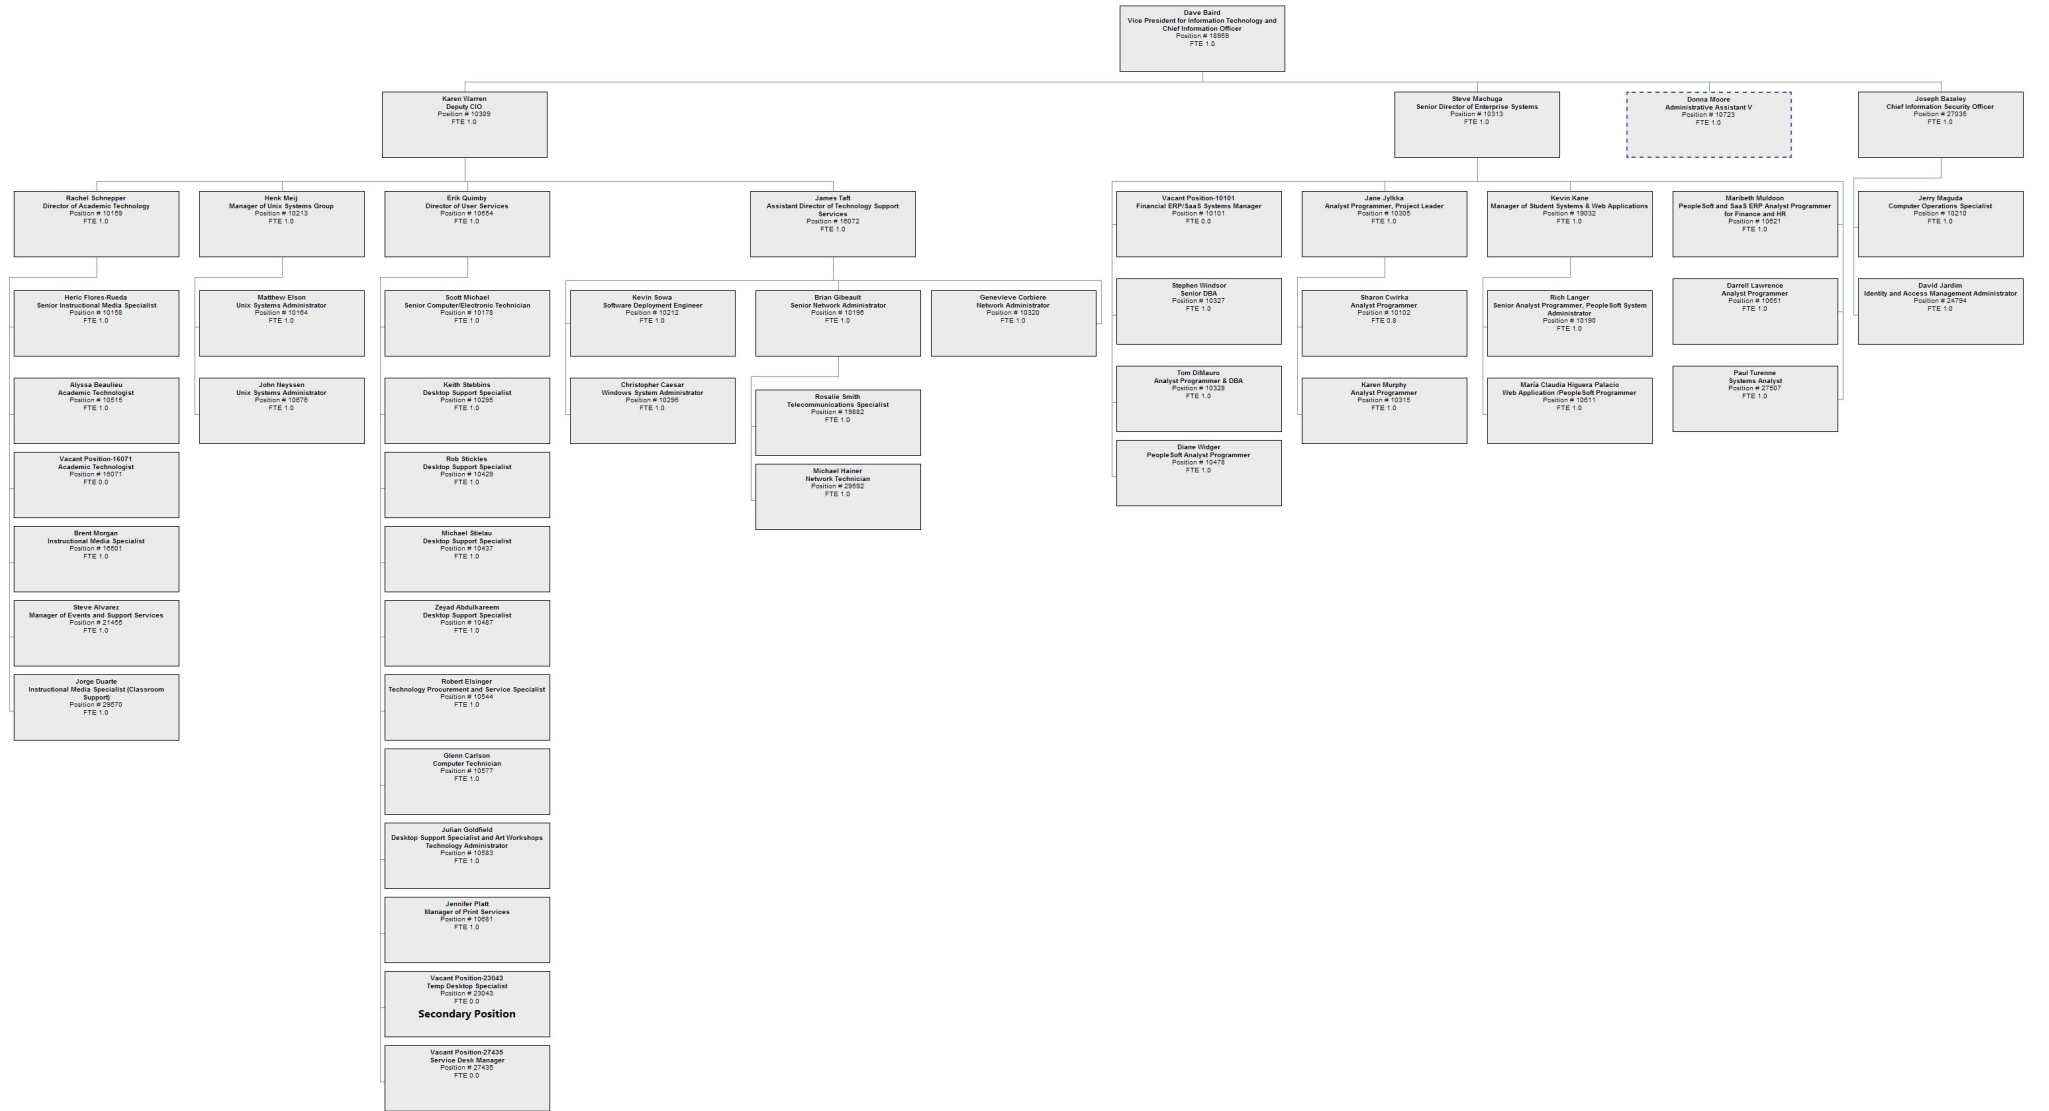 Dave Baird
Vice President for Information Technology and
Chief Information Officer
Position # 18959
FTE 1.0
Karen Warren
Deputy CIO
Position # 10309
FTE 1.0
Steve Machuga
Senior Director of Enterprise Systems
Position # 10313
FTE 1.0
Donna Moore
Administrative Assistant V
Position # 10723
FTE 1.0
Joseph Bazeley
Chief Information Security Officer
Position # 27035
FTE 1.0
Rachel Schnepper
Director of Academic Technology
Position # 10159
FTE 1.0
Henk Meij
Manager of Unix Systems Group
Position # 10213
FTE 1.0
Erik Quimby
Director of User Services
Position # 10664
FTE 1.0
James Taft
Assistant Director of Technology Support
Services
Position # 16072
FTE 1.0
Vacant Position-10101
Financial ERP/SaaS Systems Manager
Position # 10101
FTE 0.0
Jane Jylkka
Analyst Programmer, Project Leader
Position # 10305
FTE 1.0
Kevin Kane
Manager of Student Systems & Web Applications
Position # 19032
FTE 1.0
Maribeth Muldoon
PeopleSoft and SaaS ERP Analyst Programmer
for Finance and HR
Position # 10621
FTE 1.0
Jerry Maguda
Computer Operations Specialist
Position # 10210
FTE 1.0
Heric Flores-Rueda
Senior Instructional Media Specialist
Position # 10158
FTE 1.0
Matthew Elson
Unix Systems Administrator
Position # 10164
FTE 1.0
Scott Michael
Senior Computer/Electronic Technician
Position # 10178
FTE 1.0
Kevin Sowa
Software Deployment Engineer
Position # 10212
FTE 1.0
Brian Gibeault
Senior Network Administrator
Position # 10196
FTE 1.0
Genevieve Corbiere
Network Administrator
Position # 10320
FTE 1.0
Stephen Windsor
Senior DBA
Position # 10327
FTE 1.0
Sharon Cwirka
Analyst Programmer
Position # 10102
FTE 0.8
Rich Langer
Senior Analyst Programmer, PeopleSoft System
Administrator
Position # 10190
FTE 1.0
Darrell Lawrence
Analyst Programmer
Position # 10651
FTE 1.0
David Jardim
Identity and Access Management Administrator
Position # 24794
FTE 1.0
Alyssa Beaulieu
Academic Technologist
Position # 10515
FTE 1.0
John Neyssen
Unix Systems Administrator
Position # 10676
FTE 1.0
Keith Stebbins
Desktop Support Specialist
Position # 10295
FTE 1.0
Christopher Caesar
Windows System Administrator
Position # 10296
FTE 1.0
Rosalie Smith
Telecommunications Specialist
Position # 19882
FTE 1.0
Tom DiMauro
Analyst Programmer & DBA
Position # 10328
FTE 1.0
Karen Murphy
Analyst Programmer
Position # 10315
FTE 1.0
María Claudia Higuera Palacio
Web Application /PeopleSoft Programmer
Position # 10611
FTE 1.0
Paul Turenne
Systems Analyst
Position # 27507
FTE 1.0
Vacant Position-16071
Academic Technologist
Position # 16071
FTE 0.0
Rob Stickles
Desktop Support Specialist
Position # 10429
FTE 1.0
Michael Hainer
Network Technician
Position # 29592
FTE 1.0
Diane Widger
PeopleSoft Analyst Programmer
Position # 10478
FTE 1.0
Brent Morgan
Instructional Media Specialist
Position # 16601
FTE 1.0
Michael Stielau
Desktop Support Specialist
Position # 10437
FTE 1.0
Steve Alvarez
Manager of Events and Support Services
Position # 21455
FTE 1.0
Zeyad Abdulkareem
Desktop Support Specialist
Position # 10487
FTE 1.0
Jorge Duarte
Instructional Media Specialist (Classroom
Support)
Position # 29570
FTE 1.0
Robert Elsinger
Technology Procurement and Service Specialist
Position # 10544
FTE 1.0
Glenn Carlson
Computer Technician
Position # 10577
FTE 1.0
Julian Goldfield
Desktop Support Specialist and Art Workshops
Technology Administrator
Position # 10583
FTE 1.0
Jennifer Platt
Manager of Print Services
Position # 10681
FTE 1.0
Vacant Position-23043
Temp Desktop Specialist
Position # 23043
FTE 0.0
Secondary Position
Vacant Position-27435
Service Desk Manager
Position # 27435
FTE 0.0